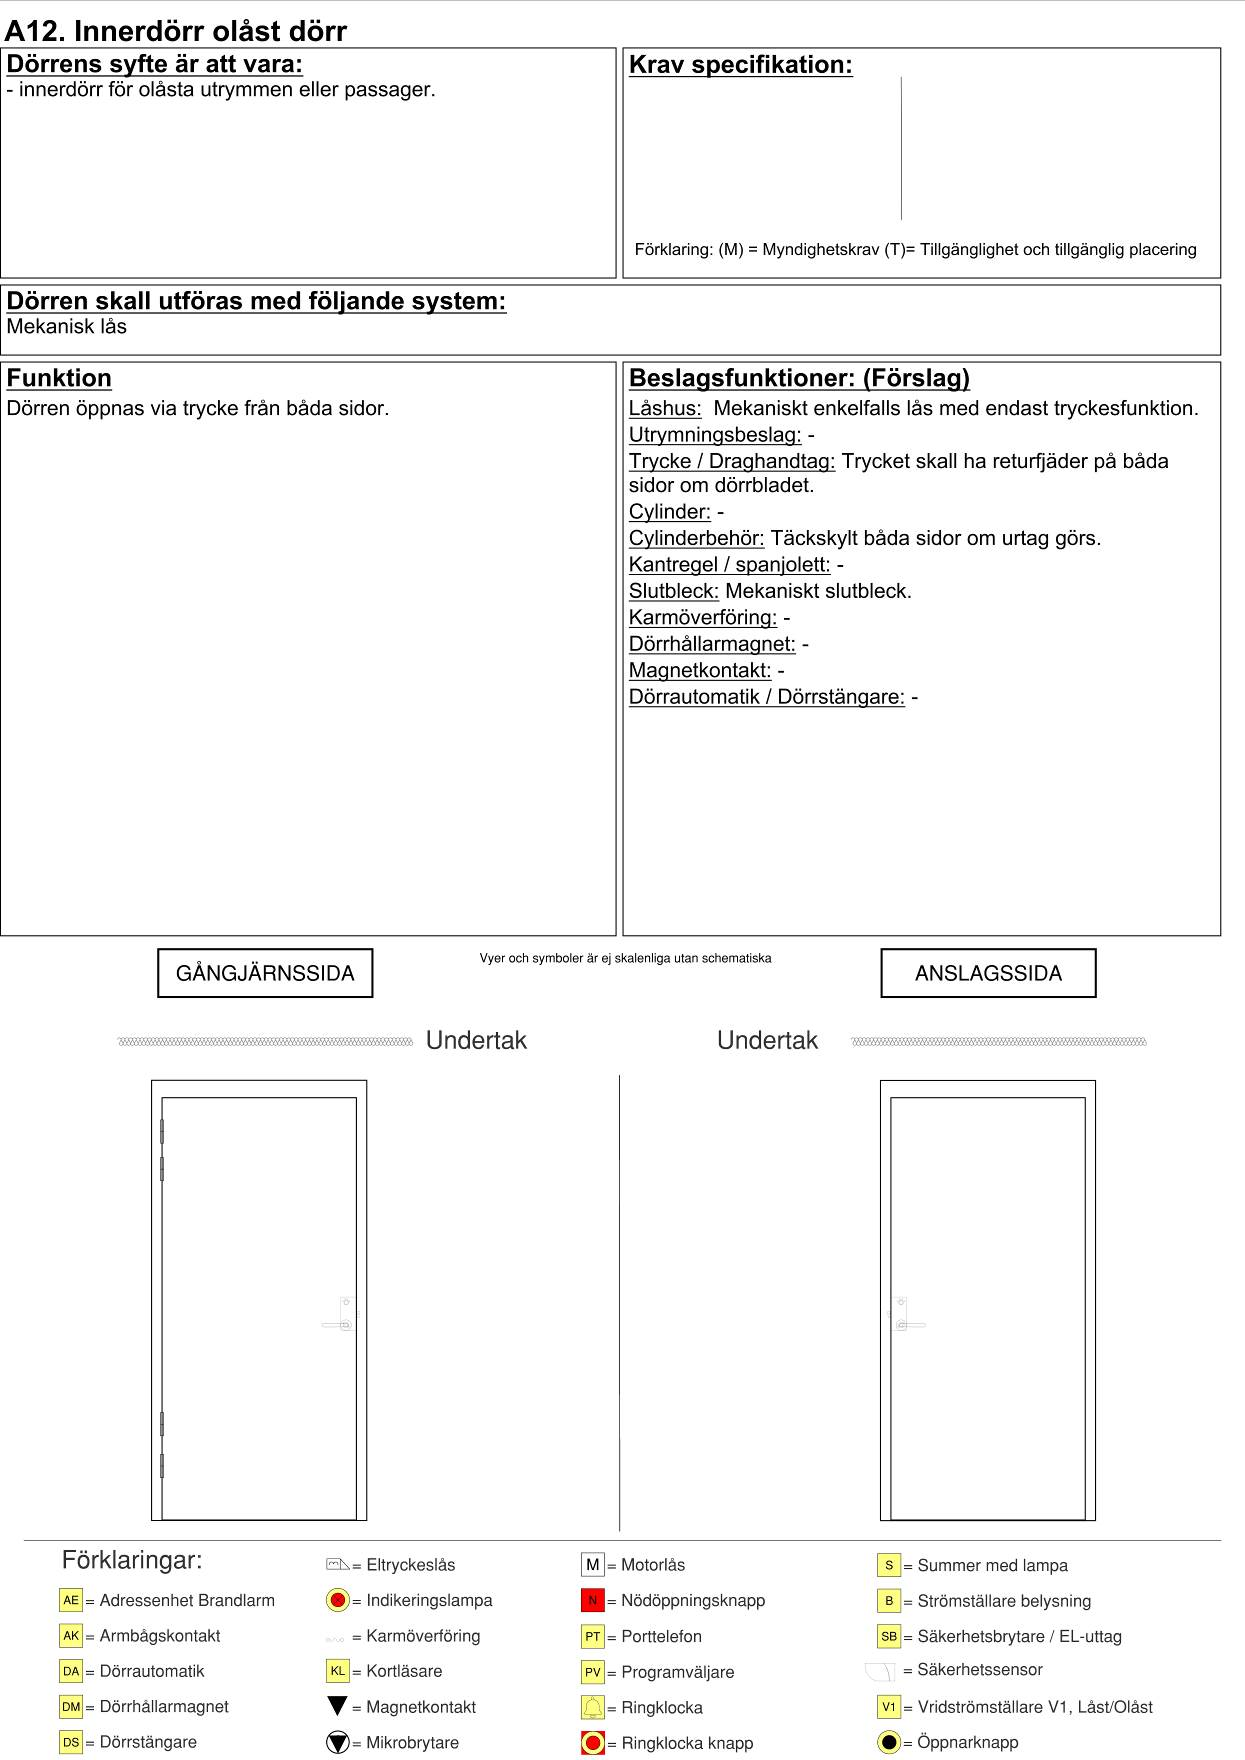 A12. Innerdörr olåst dörr
Dörrens syfte är att vara:
- innerdörr för olåsta utrymmen eller passager.
Krav specifikation:
Förklaring: (M) = Myndighetskrav (T)= Tillgänglighet och tillgänglig placering
Dörren skall utföras med följande system:
Mekanisk lås
Funktion
Dörren öppnas via trycke från båda sidor.
Beslagsfunktioner: (Förslag)
Låshus: Mekaniskt enkelfalls lås med endast tryckesfunktion.
Utrymningsbeslag: -
Trycke / Draghandtag: Trycket skall ha returfjäder på båda
sidor om dörrbladet.
Cylinder: -
Cylinderbehör: Täckskylt båda sidor om urtag görs.
Kantregel / spanjolett: -
Slutbleck: Mekaniskt slutbleck.
Karmöverföring: -
Dörrhållarmagnet: -
Magnetkontakt: -
Dörrautomatik / Dörrstängare: -
GÅNGJÄRNSSIDA
Vyer och symboler är ej skalenliga utan schematiska
ANSLAGSSIDA
Undertak
Undertak
Förklaringar:
AE = Adressenhet Brandlarm
AK = Armbågskontakt
DA = Dörrautomatik
DM = Dörrhållarmagnet
DS = Dörrstängare
= Eltryckeslås
= Indikeringslampa
= Karmöverföring
KL = Kortläsare
= Magnetkontakt
= Mikrobrytare
M = Motorlås
N = Nödöppningsknapp
PT = Porttelefon
PV = Programväljare
= Ringklocka
= Ringklocka knapp
S = Summer med lampa
B = Strömställare belysning
SB = Säkerhetsbrytare / EL-uttag
= Säkerhetssensor
V1 = Vridströmställare V1, Låst/Olåst
= Öppnarknapp